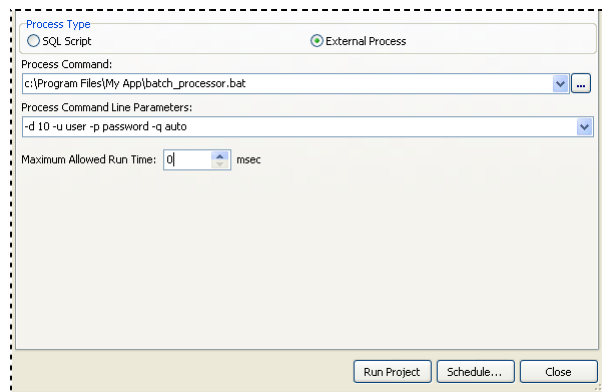 Process Type
SQL Script External Process
Process Command:
c:\Program Files\My App\batch_processor.bat ...
Process Command Line Parameters:
-d 10 -u user -p password -q auto
Maximum Allowed Run Time: 0 msec
Run Project Schedule... Close